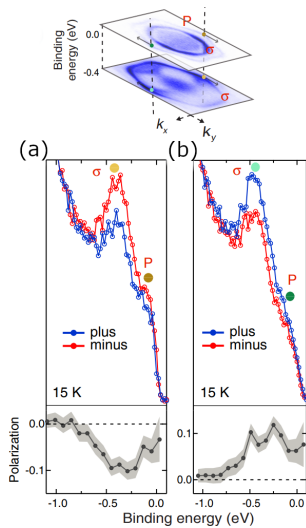 Binding
energy (eV)
0.0
-0.4
P
σ
σ
kx
ky
(a)
(b)
σ
P
plus
minus
15 K
σ
P
plus
minus
15 K
Polarization
0.0
-0.1
0.1
0.0
-1.0
-0.5
0.0
-1.0
-0.5
0.0
Binding energy (eV)